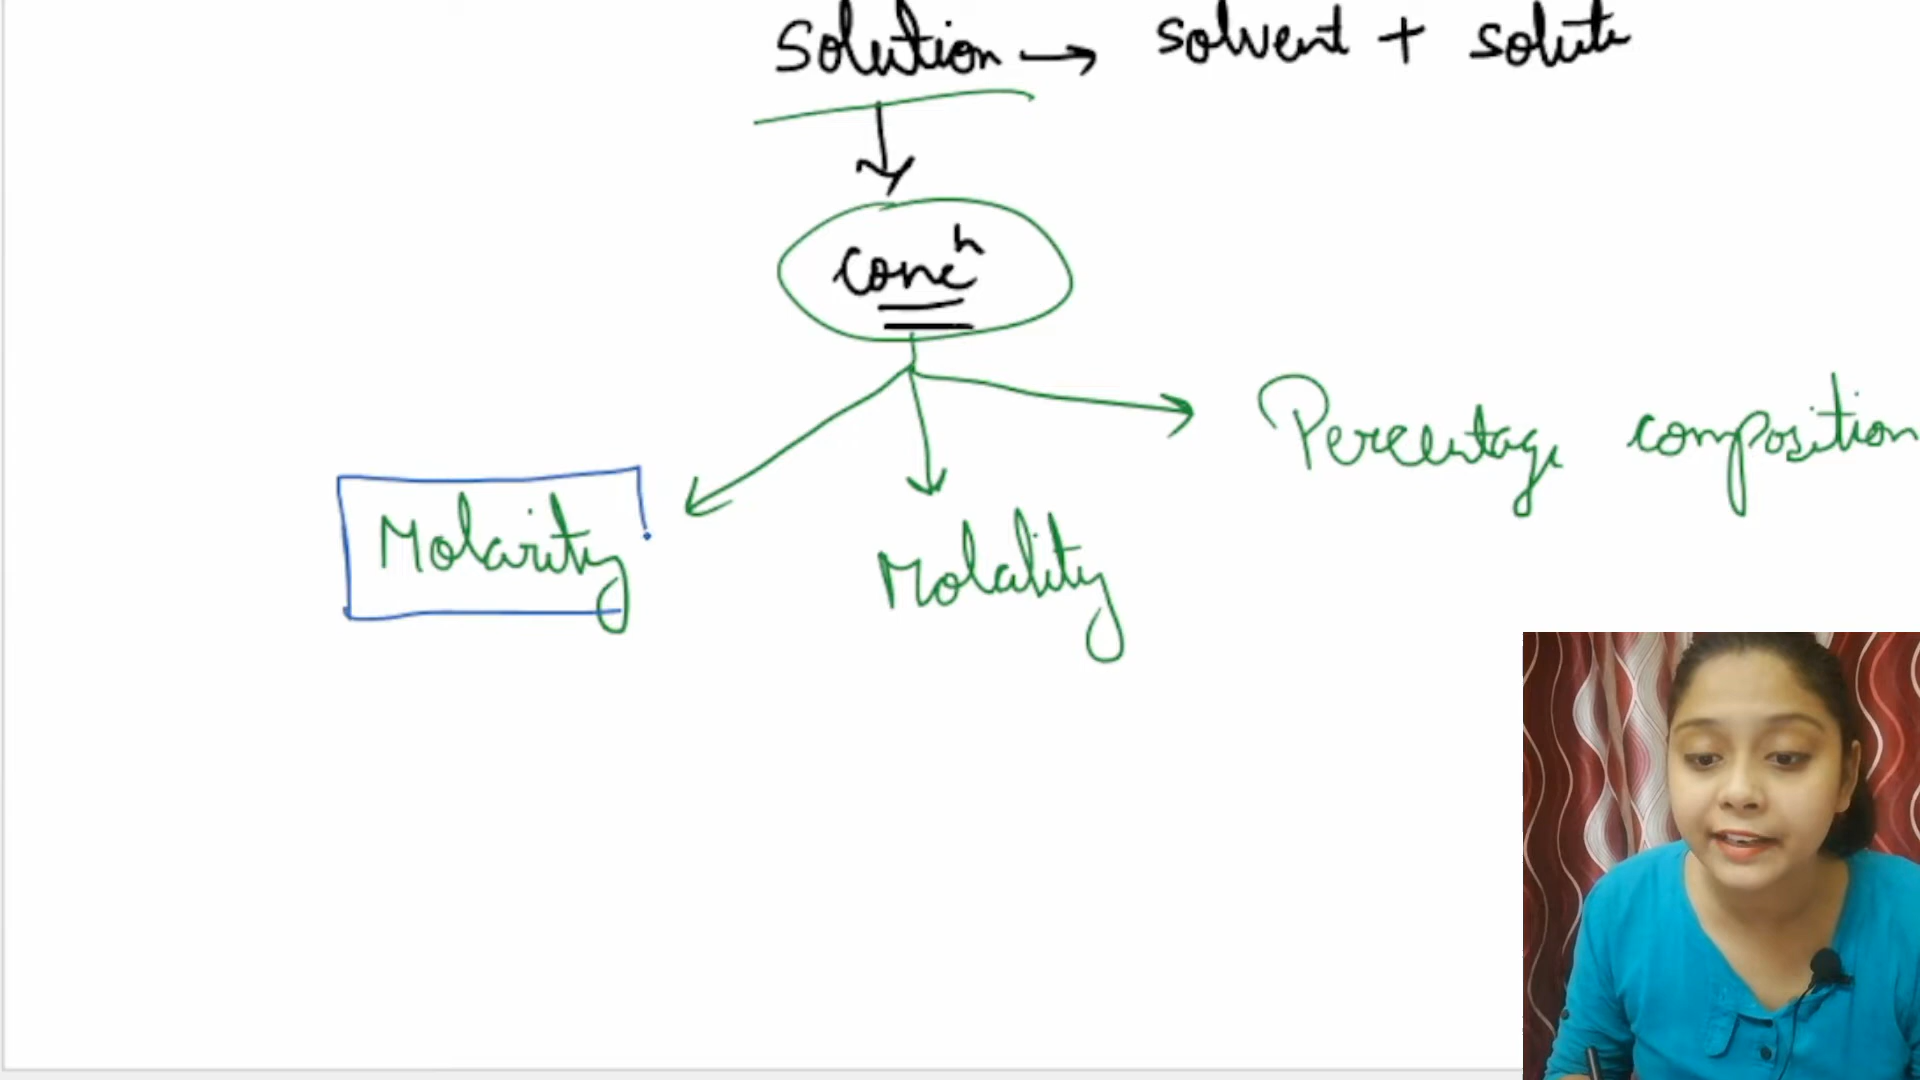 Solution → solvent + solute
concⁿ
Percentage composition
Molarity
Molality